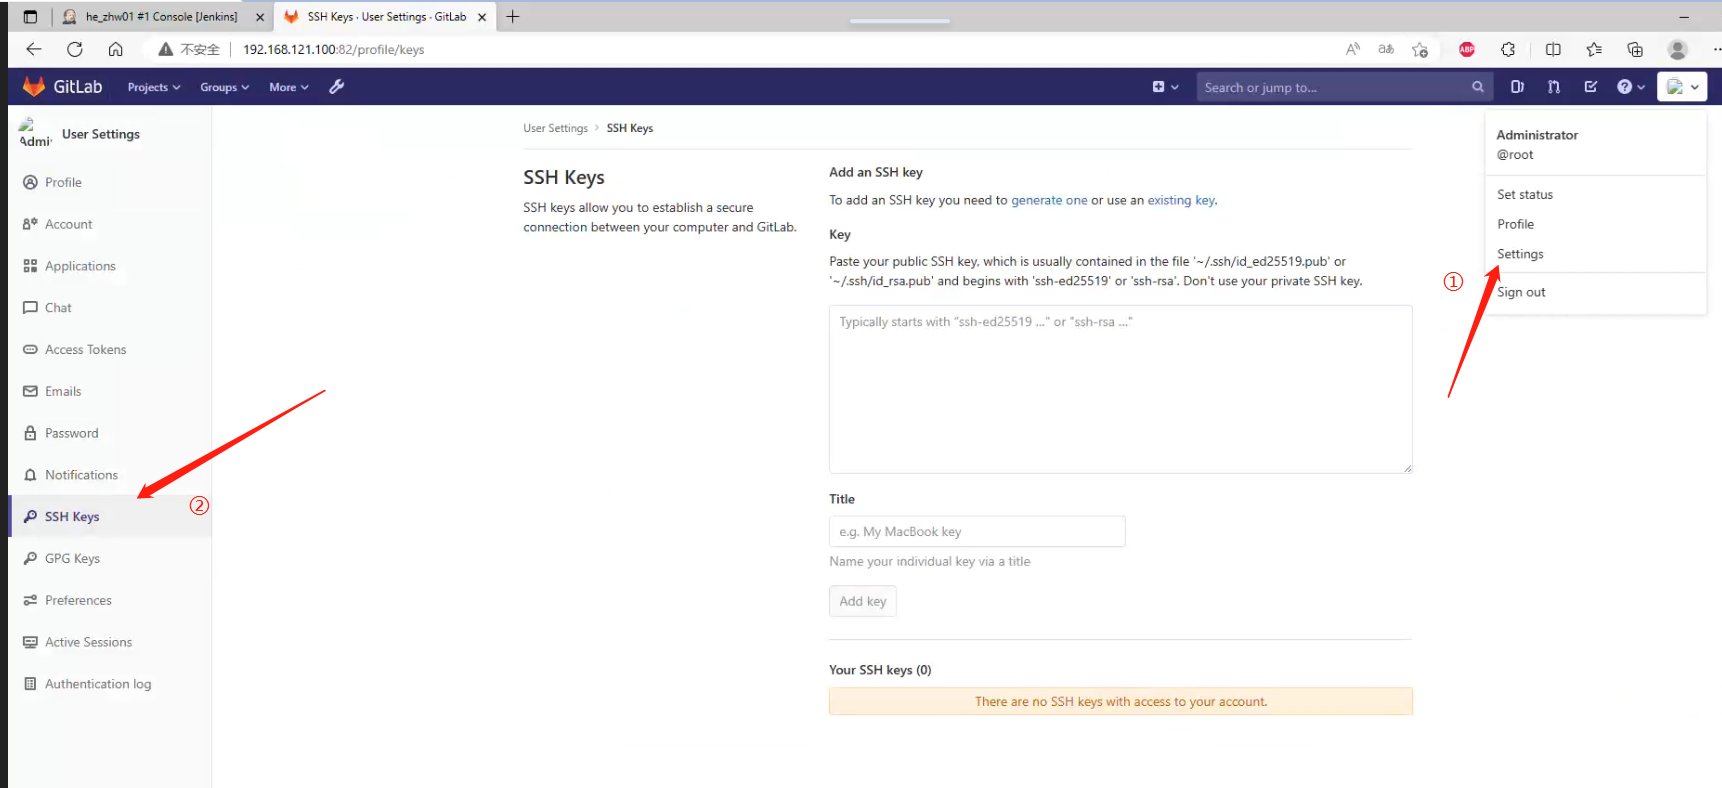 he_zhw01 #1 Console [Jenkins]
SSH Keys · User Settings · GitLab
不安全
192.168.121.100:82/profile/keys
GitLab
Projects
Groups
More
Search or jump to...
Admi
User Settings
Profile
Account
Applications
Chat
Access Tokens
Emails
Password
Notifications
SSH Keys
②
GPG Keys
Preferences
Active Sessions
Authentication log
User Settings > SSH Keys
SSH Keys
SSH keys allow you to establish a secure
connection between your computer and GitLab.
Add an SSH key
To add an SSH key you need to generate one or use an existing key.
Key
Paste your public SSH key, which is usually contained in the file '~/.ssh/id_ed25519.pub' or
'~/.ssh/id_rsa.pub' and begins with 'ssh-ed25519' or 'ssh-rsa'. Don't use your private SSH key.
Typically starts with "ssh-ed25519 ..." or "ssh-rsa ..."
Title
e.g. My MacBook key
Name your individual key via a title
Add key
Your SSH keys (0)
There are no SSH keys with access to your account.
Administrator
@root
Set status
Profile
Settings
①
Sign out
ABP